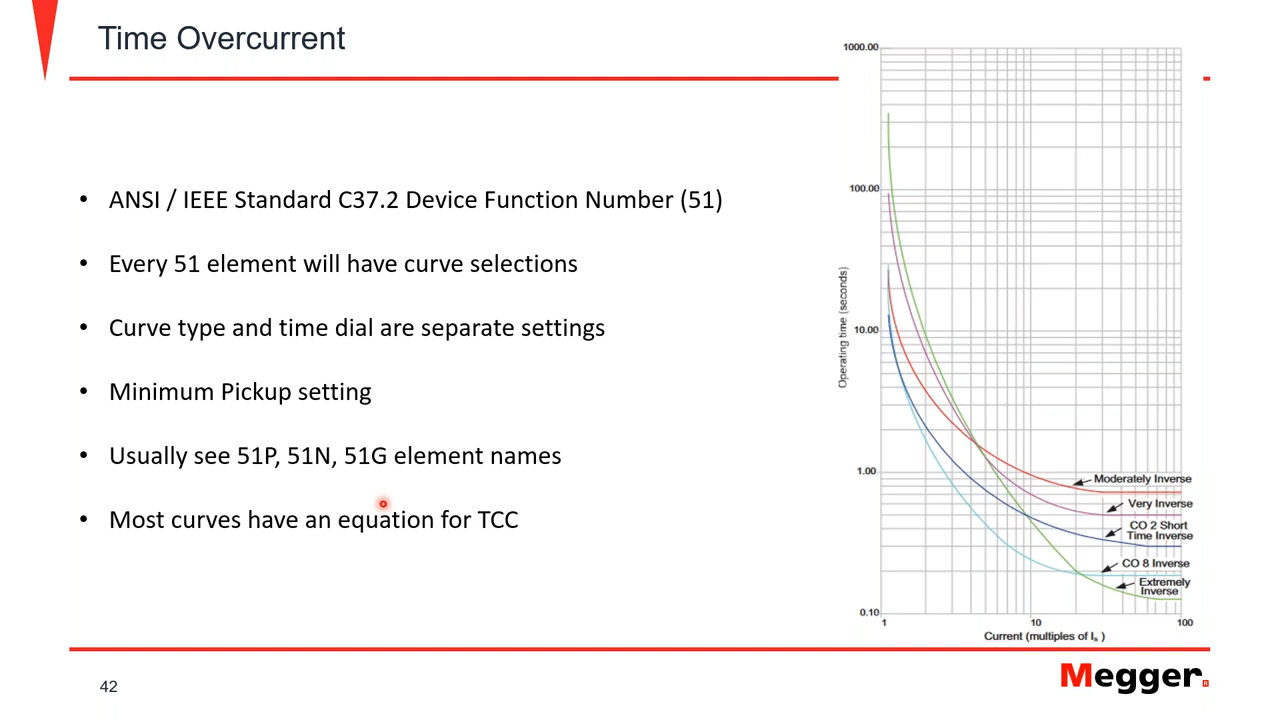 Time Overcurrent
• ANSI / IEEE Standard C37.2 Device Function Number (51)
• Every 51 element will have curve selections
• Curve type and time dial are separate settings
• Minimum Pickup setting
• Usually see 51P, 51N, 51G element names
• Most curves have an equation for TCC
1000.00
100.00
10.00
1.00
0.10
Operating time (seconds)
Moderately Inverse
Very Inverse
CO 2 Short
Time Inverse
CO 8 Inverse
Extremely
Inverse
1
10
100
Current (multiples of Is )
42
Megger